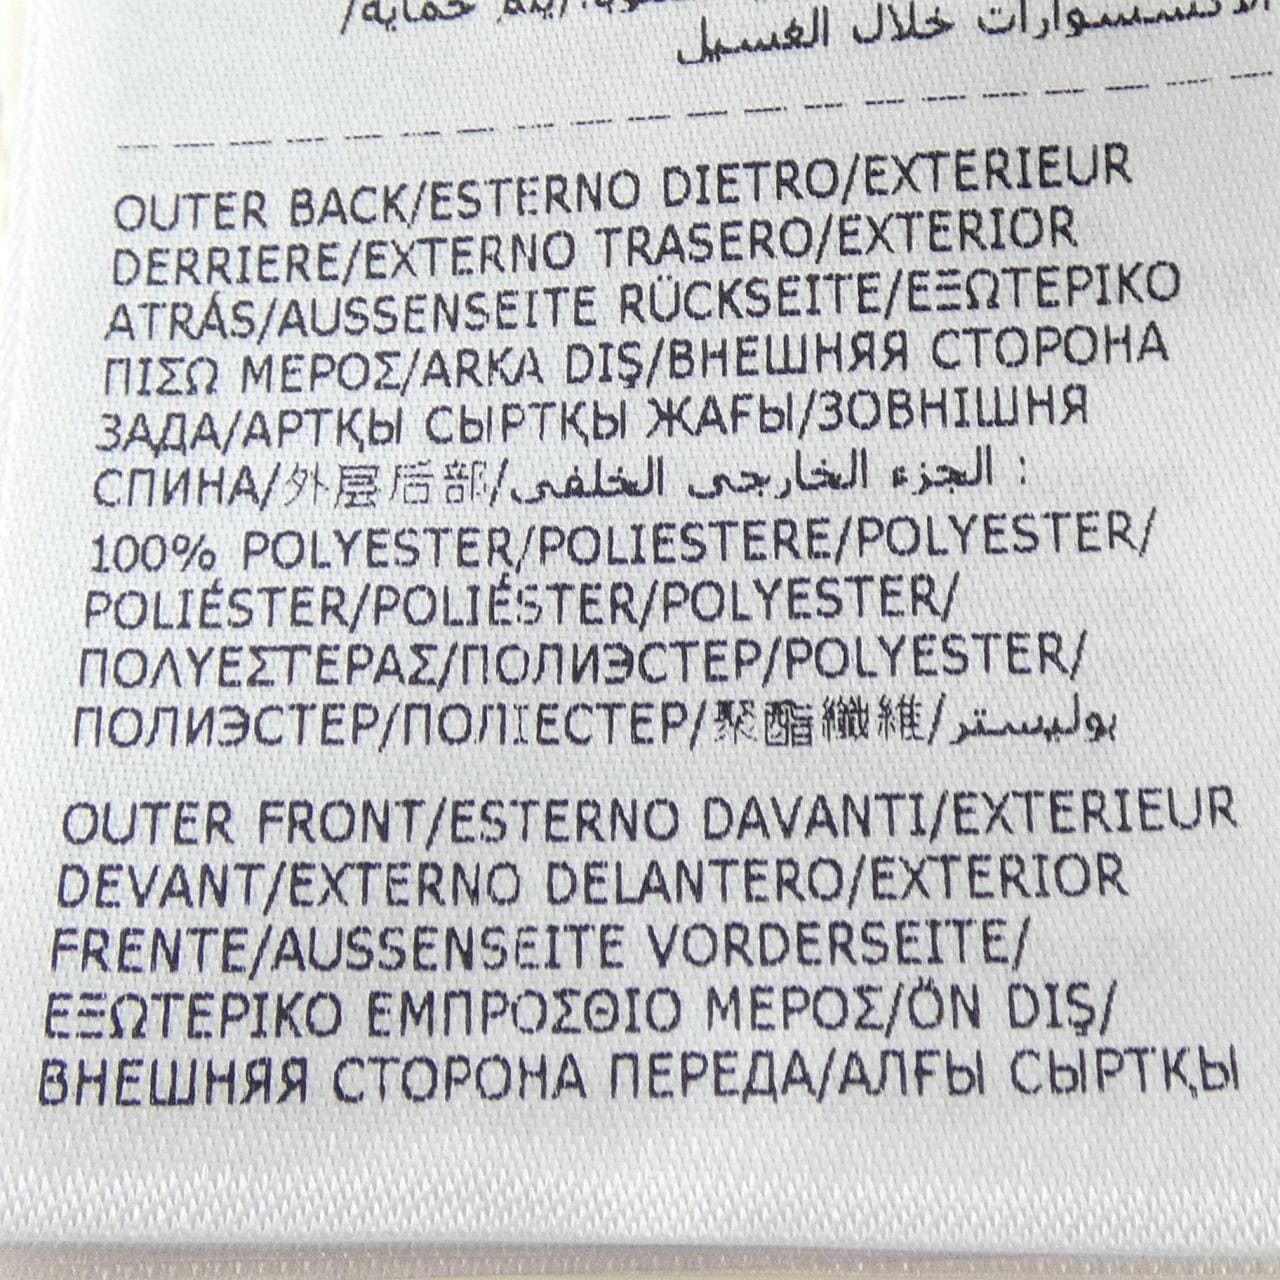 حماية/
الاكسسوارات خلال الغسيل
OUTER BACK/ESTERNO DIETRO/EXTERIEUR
DERRIERE/EXTERNO TRASERO/EXTERIOR
ATRÁS/AUSSENSEITE RÜCKSEITE/ΕΞΩΤΕΡΙΚΟ
ΠΙΣΩ ΜΕΡΟΣ/ARKA DIŞ/ВНЕШНЯЯ СТОРОНА
ЗАДА/АРТҚЫ СЫРТҚЫ ЖАҒЫ/ЗОВНІШНЯ
СПИНА/外层后部/الجزء الخارجى الخلفى :
100% POLYESTER/POLIESTERE/POLYESTER/
POLIÉSTER/POLIÉSTER/POLYESTER/
ΠΟΛΥΕΣΤΕΡΑΣ/ПОЛИЭСТЕР/POLYESTER/
ПОЛИЭСТЕР/ПОЛІЕСТЕР/聚酯纖維/بوليستر
OUTER FRONT/ESTERNO DAVANTI/EXTERIEUR
DEVANT/EXTERNO DELANTERO/EXTERIOR
FRENTE/AUSSENSEITE VORDERSEITE/
ΕΞΩΤΕΡΙΚΟ ΕΜΠΡΟΣΘΙΟ ΜΕΡΟΣ/ÖN DIŞ/
ВНЕШНЯЯ СТОРОНА ПЕРЕДА/АЛҒЫ СЫРТҚЫ